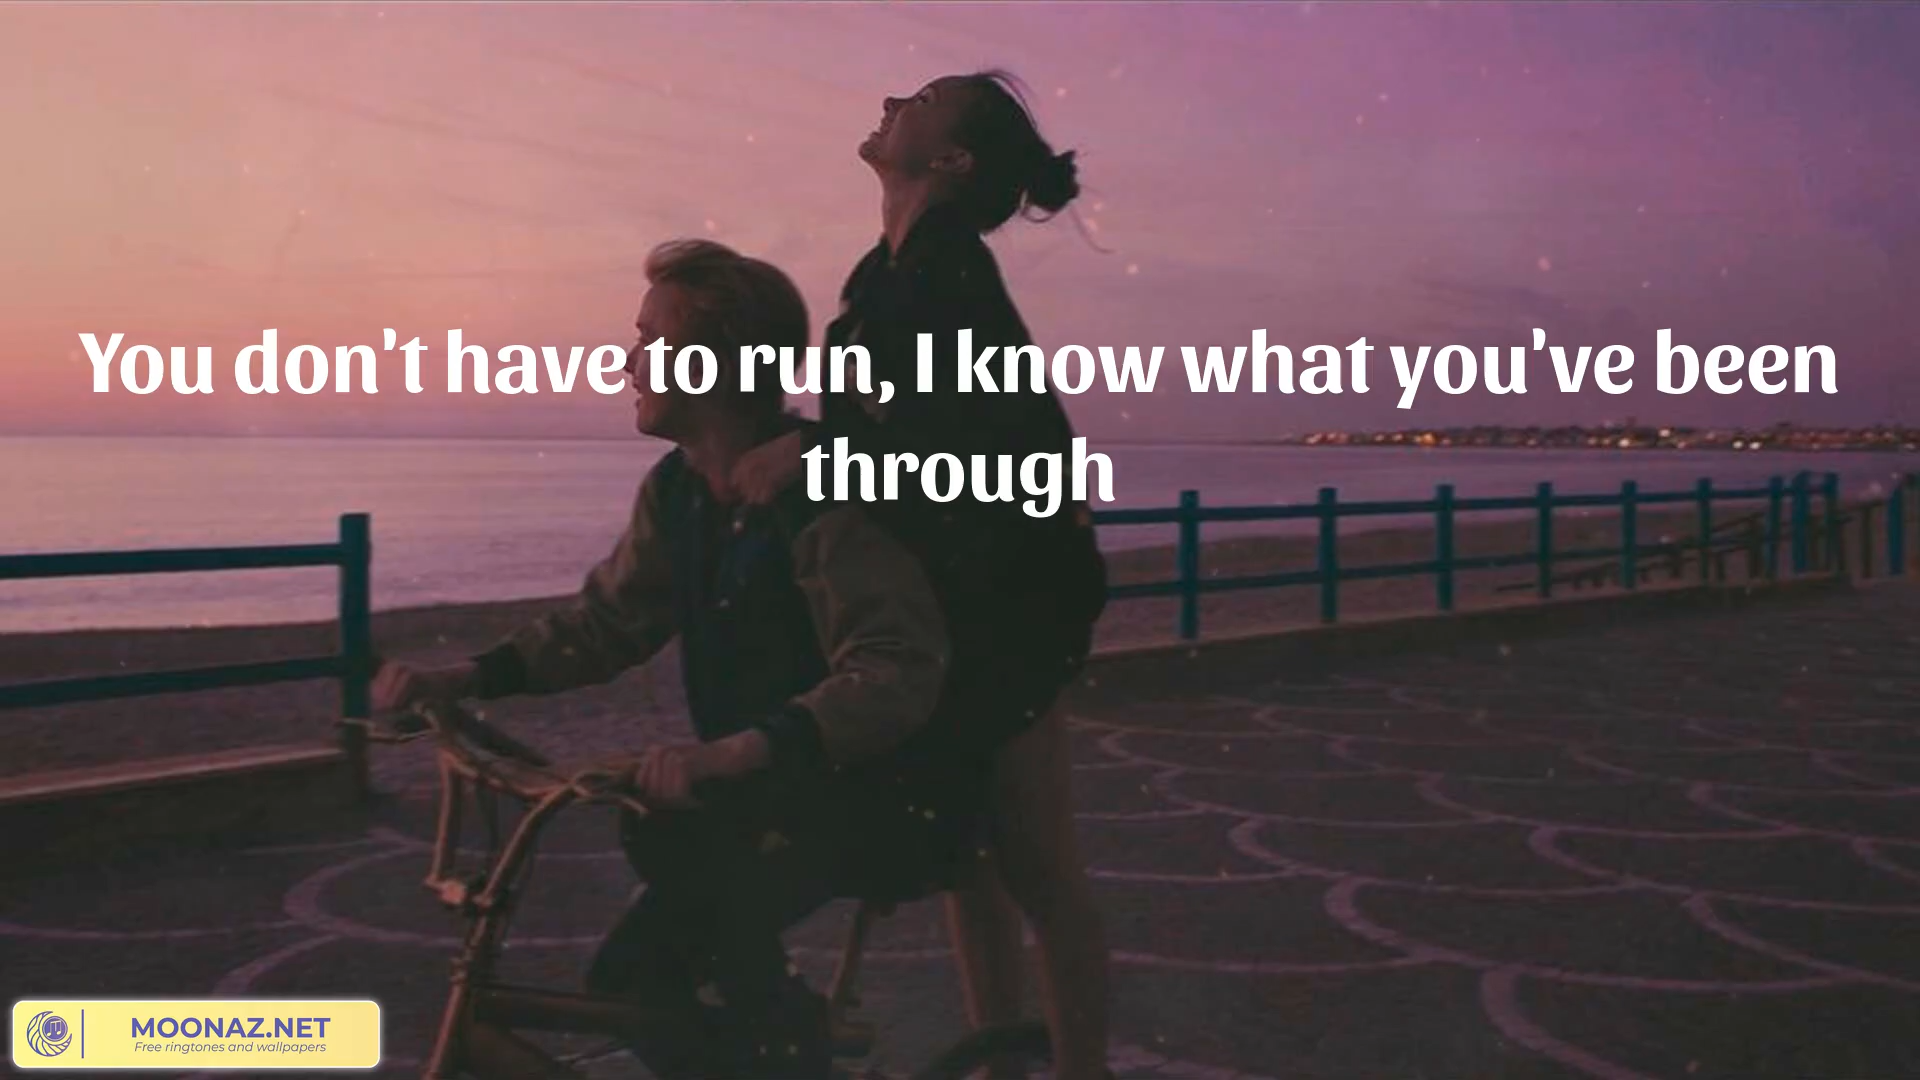 You don't have to run, I know what you've been
through
MOONAZ.NET
Free ringtones and wallpapers